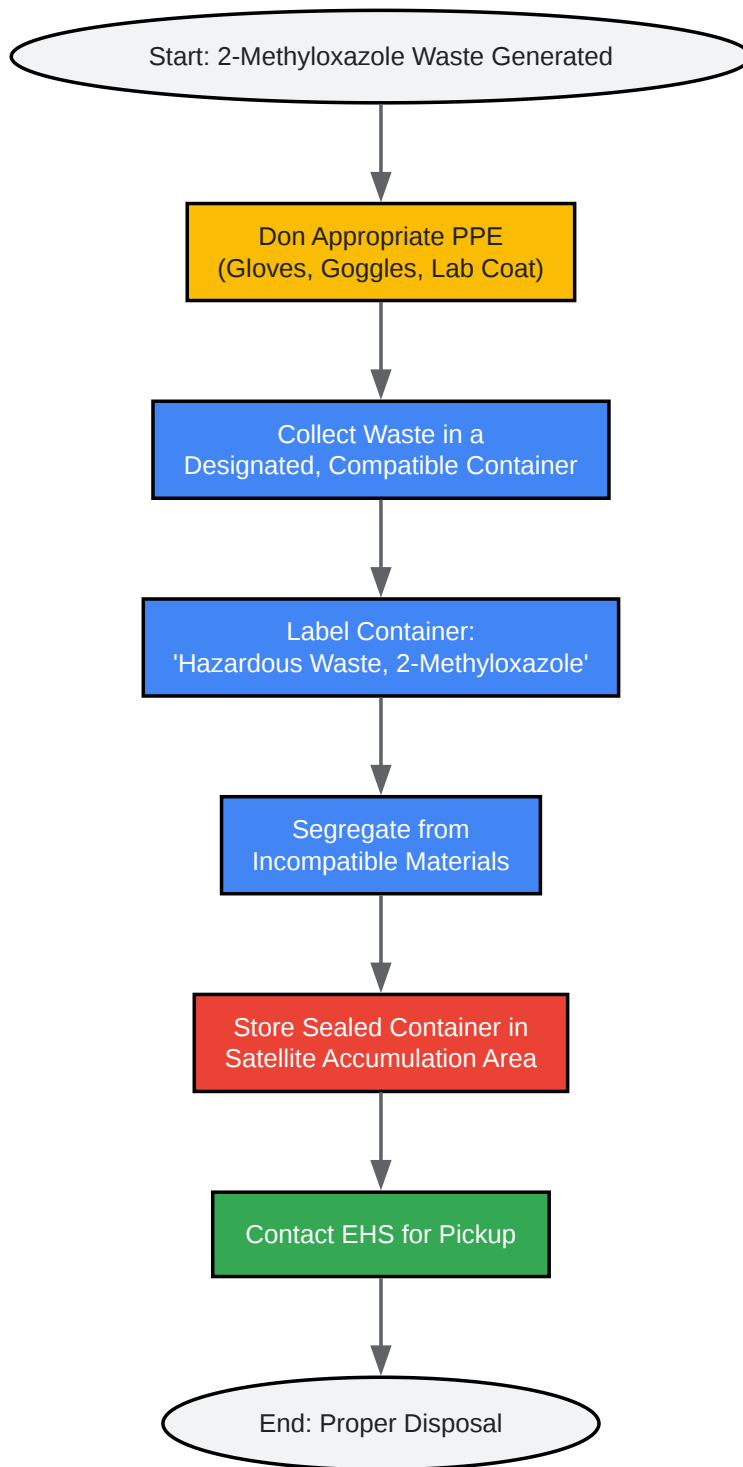 Start: 2-Methyloxazole Waste Generated
Don Appropriate PPE
(Gloves, Goggles, Lab Coat)
Collect Waste in a
Designated, Compatible Container
Label Container:
'Hazardous Waste, 2-Methyloxazole'
Segregate from
Incompatible Materials
Store Sealed Container in
Satellite Accumulation Area
Contact EHS for Pickup
End: Proper Disposal